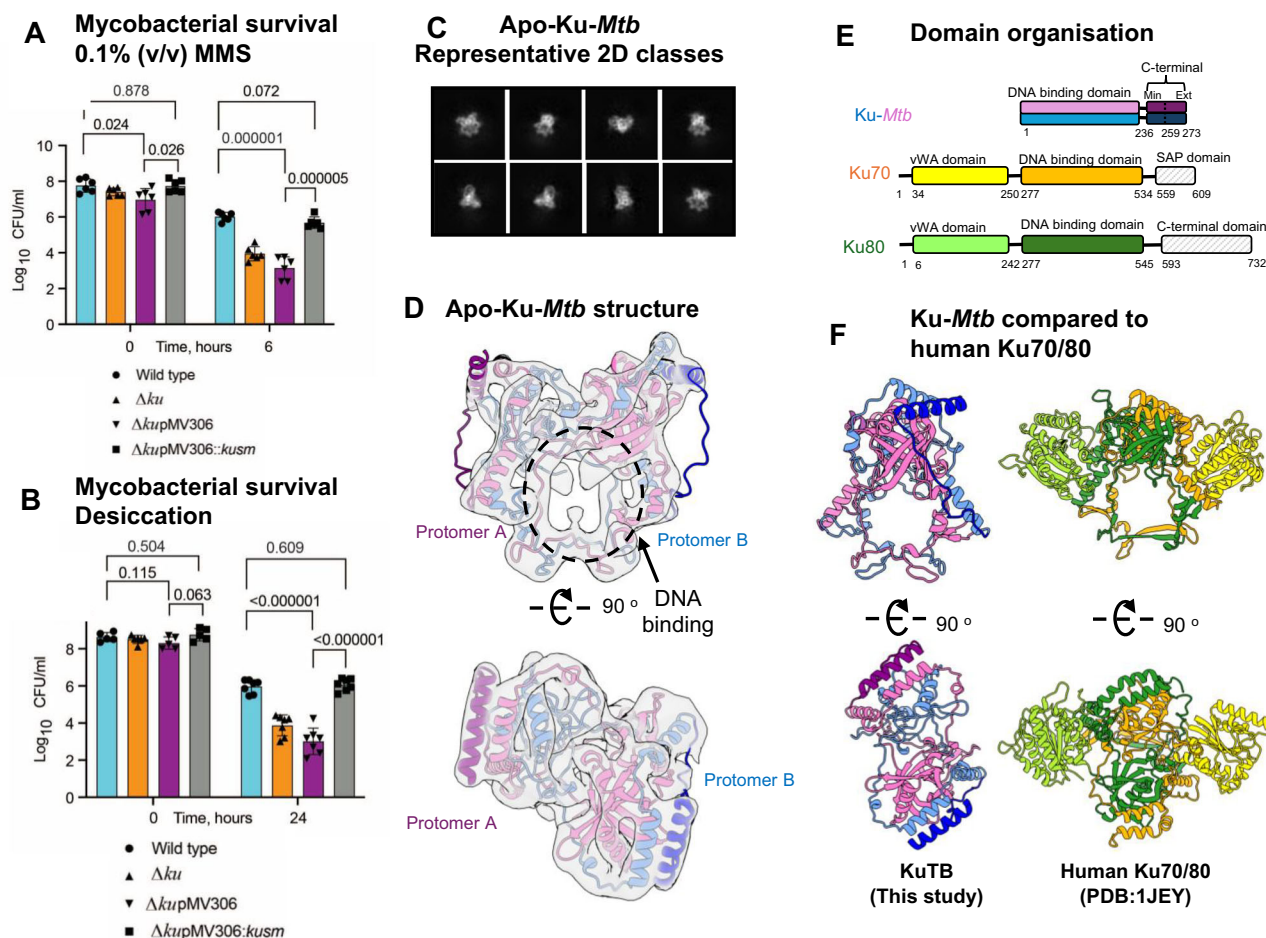 A
Mycobacterial survival
0.1% (v/v) MMS
0.878
0.072
0.024
0.000001
0.026
0.000005
10
8
6
4
2
0
Log10 CFU/ml
0 Time, hours 6
Wild type
Δku
ΔkupMV306
ΔkupMV306::kusm
B
Mycobacterial survival
Desiccation
0.504
0.609
0.115
<0.000001
0.063
<0.000001
8
6
4
2
0
Log10 CFU/ml
0 Time, hours 24
Wild type
Δku
ΔkupMV306
ΔkupMV306:kusm
C
Apo-Ku-Mtb
Representative 2D classes
D
Apo-Ku-Mtb structure
Protomer A
Protomer B
90 o
DNA
binding
Protomer B
Protomer A
E
Domain organisation
C-terminal
DNA binding domain
Min Ext
Ku-Mtb
1 236 259 273
vWA domain DNA binding domain SAP domain
Ku70
1 34 250 277 534 559 609
vWA domain DNA binding domain C-terminal domain
Ku80
1 6 242 277 545 593 732
F
Ku-Mtb compared to
human Ku70/80
90 o
90 o
KuTB
(This study)
Human Ku70/80
(PDB:1JEY)